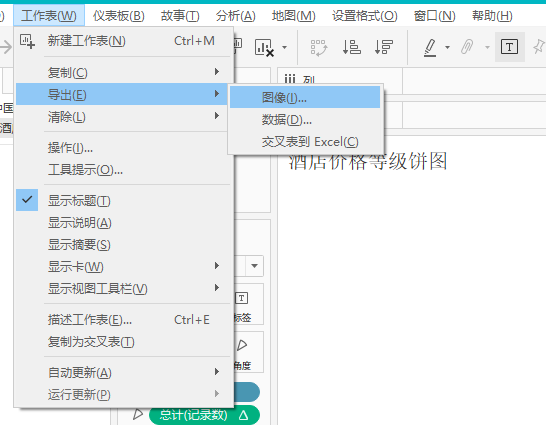 工作表(W) 仪表板(B) 故事(T) 分析(A) 地图(M) 设置格式(O) 窗口(N) 帮助(H)
新建工作表(N) Ctrl+M
复制(C)
导出(E)
清除(L)
操作(I)...
工具提示(O)...
显示标题(T)
显示说明(A)
显示摘要(S)
显示卡(W)
显示视图工具栏(V)
描述工作表(E)... Ctrl+E
复制为交叉表(T)
自动更新(A)
运行更新(P)
图像(I)...
数据(D)...
交叉表到 Excel(C)
T
列
酒店价格等级饼图
中国
酒店
T
标签
角度
总计(记录数) Δ